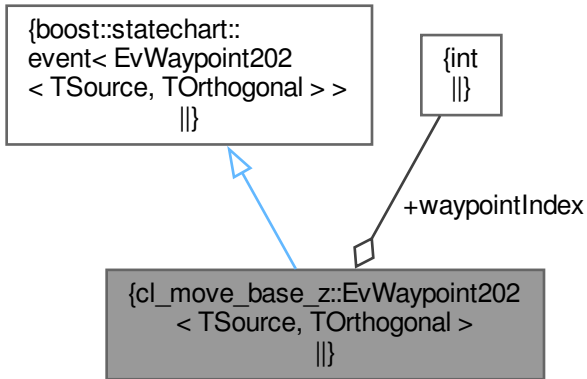 {boost::statechart::
event< EvWaypoint202
< TSource, TOrthogonal > >
||}
{int
||}
+waypointIndex
{cl_move_base_z::EvWaypoint202
< TSource, TOrthogonal >
||}